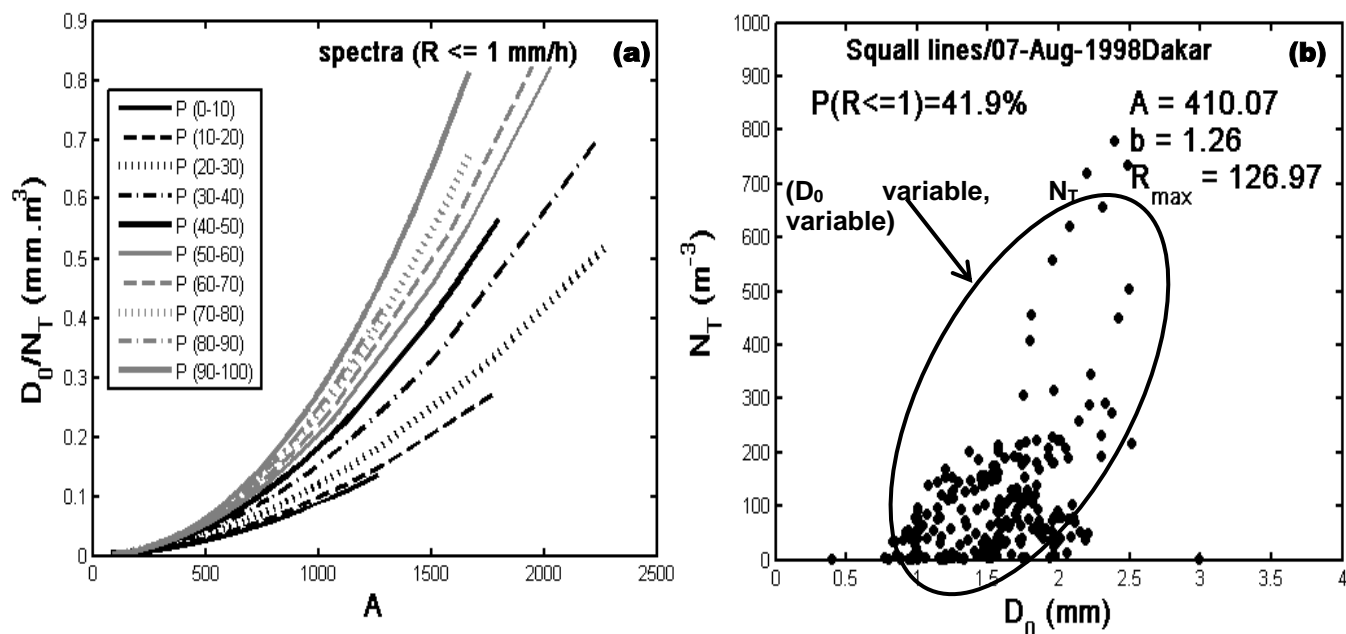 spectra (R <= 1 mm/h) (a)
P (0-10)
P (10-20)
P (20-30)
P (30-40)
P (40-50)
P (50-60)
P (60-70)
P (70-80)
P (80-90)
P (90-100)
D₀/N_T (mm.m³)
0.9
0.8
0.7
0.6
0.5
0.4
0.3
0.2
0.1
0
0 500 1000 1500 2000 2500
A
Squall lines/07-Aug-1998Dakar (b)
P(R<=1)=41.9%
A = 410.07
b = 1.26
R_max = 126.97
(D₀ variable, N_T
variable)
N_T (m⁻³)
1000
900
800
700
600
500
400
300
200
100
0
0 0.5 1 1.5 2 2.5 3 3.5 4
D₀ (mm)